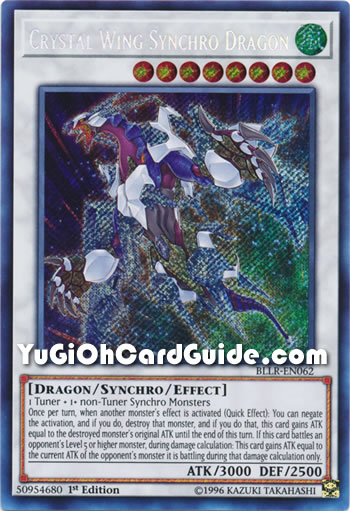 Crystal Wing Synchro Dragon
YuGiOhCardGuide.com
BLLR-EN062
[Dragon/Synchro/Effect]
1 Tuner + 1+ non-Tuner Synchro Monsters
Once per turn, when another monster's effect is activated (Quick Effect): You can negate
the activation, and if you do, destroy that monster, and if you do that, this card gains ATK
equal to the destroyed monster's original ATK until the end of this turn. If this card battles
an opponent's Level 5 or higher monster, during damage calculation: This card gains ATK equal to
the current ATK of the opponent's monster it is battling during that damage calculation only.
ATK/3000 DEF/2500
50954680 1st Edition ©1996 KAZUKI TAKAHASHI